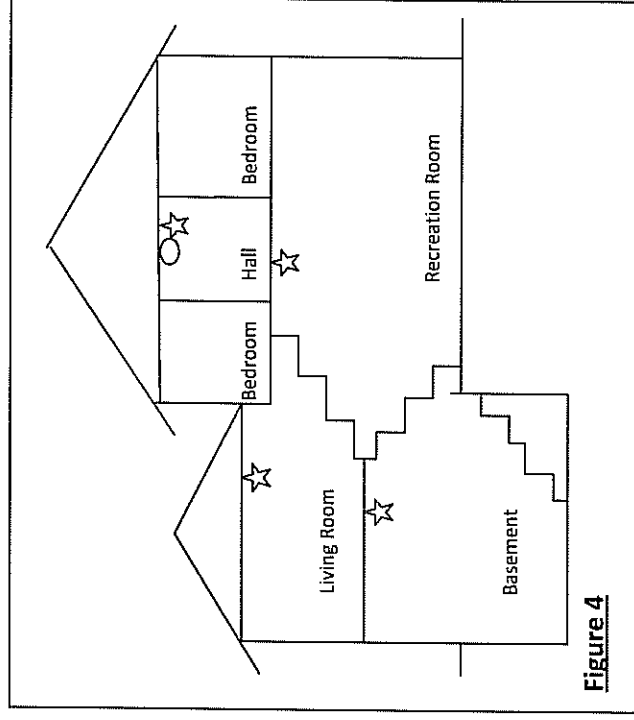 Bedroom
Hall
Bedroom
Living Room
Recreation Room
Basement
Figure 4